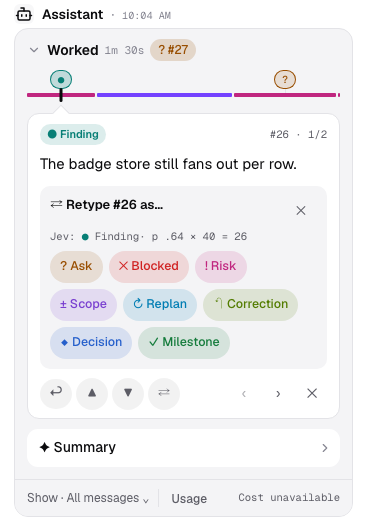 Assistant · 10:04 AM
Worked 1m 30s ? #27
?
Finding #26 · 1/2
The badge store still fans out per row.
Retype #26 as…
Jev: Finding · p .64 × 40 = 26
? Ask Blocked ! Risk
± Scope Replan Correction
Decision Milestone
Summary
Show · All messages Usage Cost unavailable